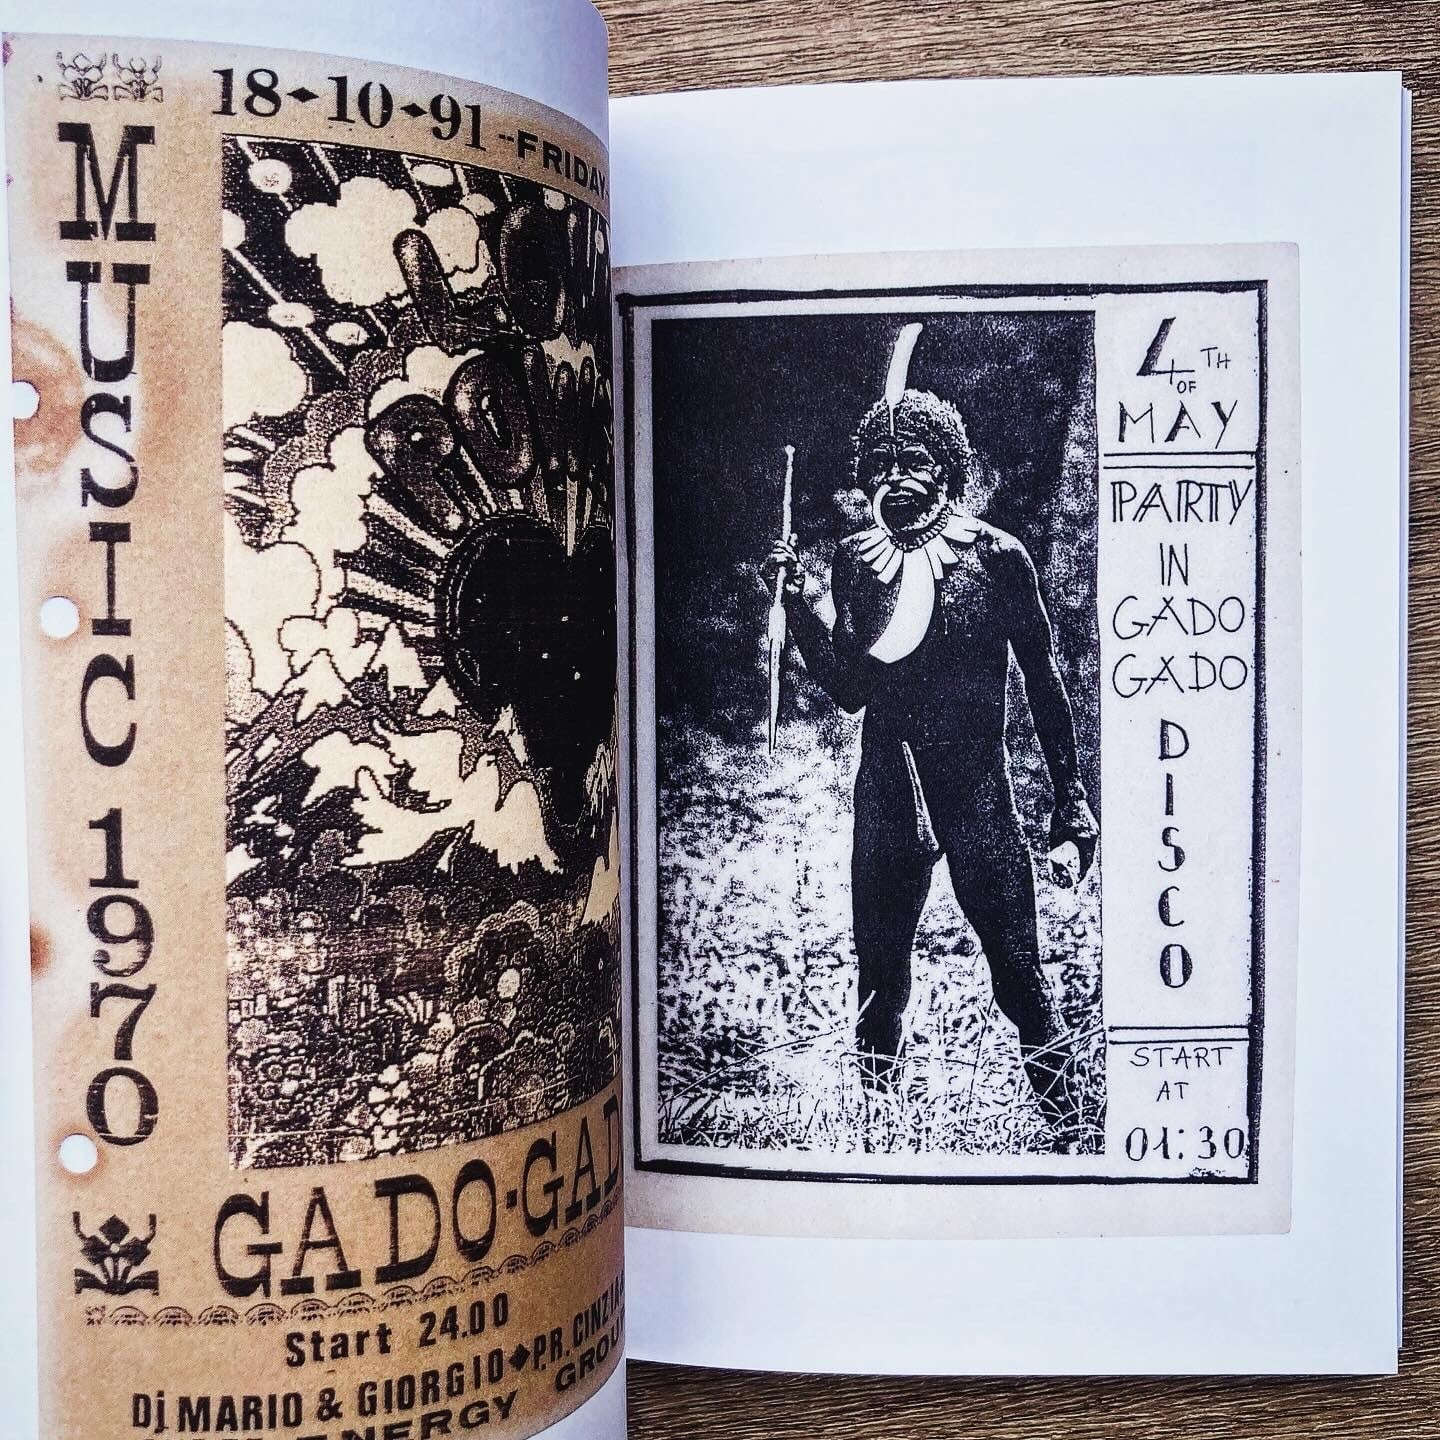 18·10·91 -- FRIDAY
MUSIC 1970
GADO-GAD
Start 24.00
Dj MARIO & GIORGIO ◆ P.R. CINZIA
ENERGY GROU
4TH
OF
MAY
PARTY
IN
GADO
GADO
DISCO
START
AT
01:30